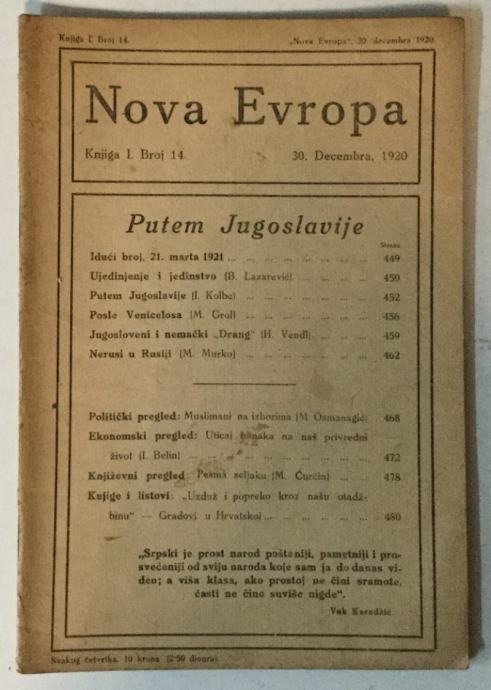 Knjiga I. Broj 14. „Nova Evropa“, 30. decembra 1920.
Nova Evropa
Knjiga I. Broj 14. 30. Decembra, 1920
Putem Jugoslavije
Strana
Idući broj, 21. marta 1921 ... 449
Ujedinjenje i jedinstvo (B. Lazarević) ... 450
Putem Jugoslavije (I. Kolbe) ... 452
Posle Venicelosa (M. Grol) ... 456
Jugosloveni i nemački „Drang“ (H. Vendl) ... 459
Nerusi u Rusiji (M. Murko) ... 462
Politički pregled: Muslimani na izborima (M. Osmanagić) 468
Ekonomski pregled: Uticaj banaka na naš privredni
život (I. Belin) ... 472
Književni pregled: Pesma seljaku (M. Ćurčin) ... 478
Knjige i listovi: „Uzduž i popreko kroz našu otadž-
binu“ — Gradovi u Hrvatskoj ... 480
„Srpski je prost narod pošteniji, pametniji i pro-
svećeniji od sviju naroda koje sam ja do danas vi-
deo; a viša klasa, ako prostoj ne čini sramote,
časti ne čine suviše nigde“.
Vuk Karadžić
Svakog četvrtka. 10 kruna (2·50 dinara).